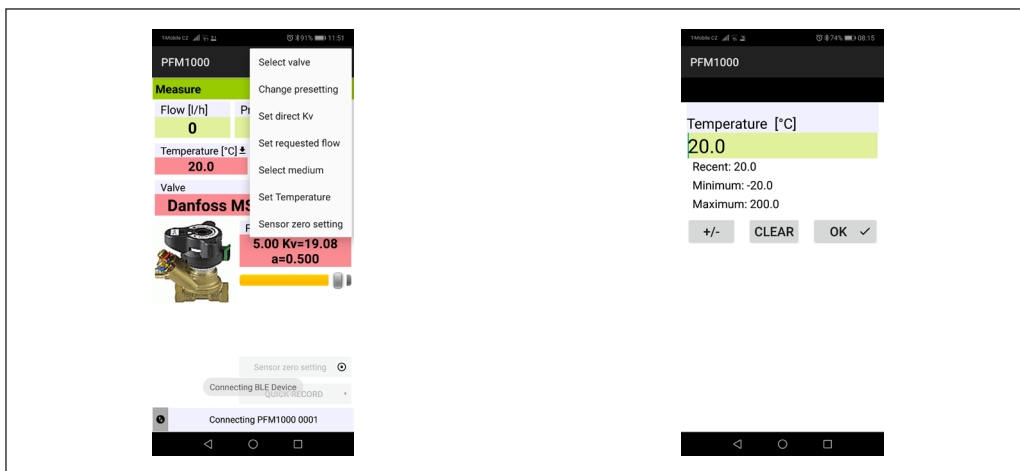 T-Mobile CZ 91% 11:51
PFM1000
Select valve
Change presetting
Set direct Kv
Set requested flow
Select medium
Set Temperature
Sensor zero setting
Measure
Flow [l/h]
0
Temperature [°C]
20.0
Valve
Danfoss MS
5.00 Kv=19.08
a=0.500
Sensor zero setting
Connecting BLE Device
QUICK RECORD
Connecting PFM1000 0001
T-Mobile CZ 74% 08:15
PFM1000
Temperature [°C]
20.0
Recent: 20.0
Minimum: -20.0
Maximum: 200.0
+/- CLEAR OK